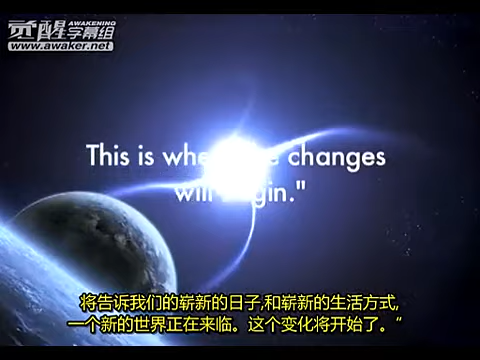 觉醒字幕组
AWAKENING
www.awaker.net
This is whe changes
will gin."
将告诉我们的崭新的日子,和崭新的生活方式,
一个新的世界正在来临。这个变化将开始了。”